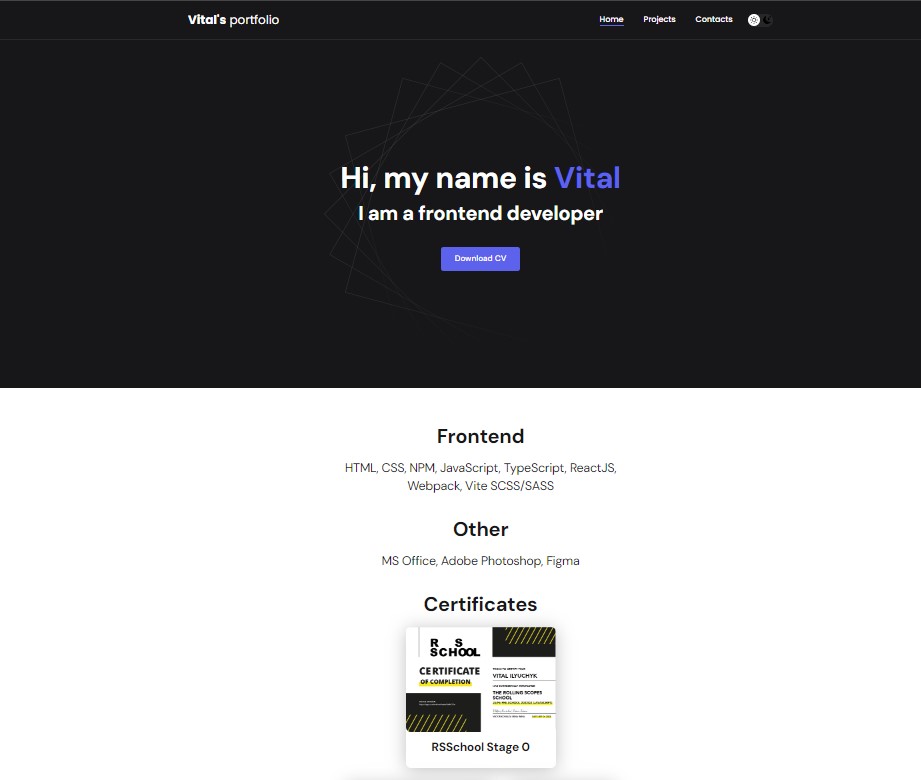 Vital's portfolio
Home Projects Contacts
Hi, my name is Vital
I am a frontend developer
Download CV
Frontend
HTML, CSS, NPM, JavaScript, TypeScript, ReactJS,
Webpack, Vite SCSS/SASS
Other
MS Office, Adobe Photoshop, Figma
Certificates
R S
SCHOOL
CERTIFICATE
OF COMPLETION
VITAL ILYUCHYK
THE ROLLING SCOPES
SCHOOL
RSSchool Stage 0